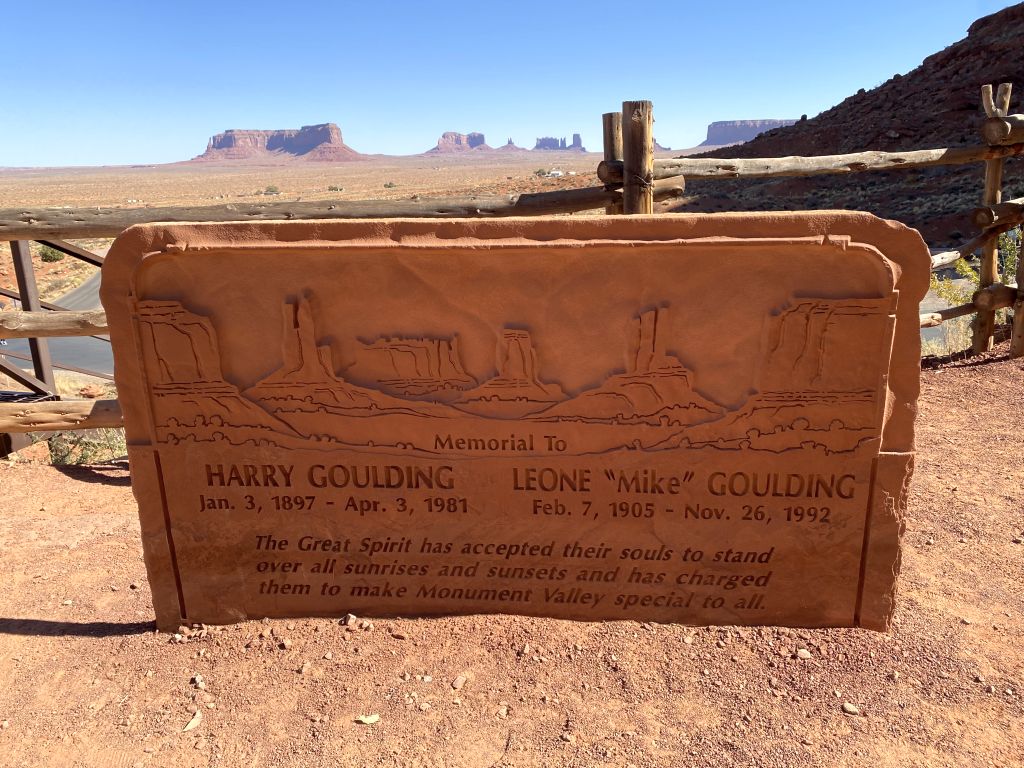 Memorial To
HARRY GOULDING LEONE "Mike" GOULDING
Jan. 3, 1897 - Apr. 3, 1981 Feb. 7, 1905 - Nov. 26, 1992
The Great Spirit has accepted their souls to stand
over all sunrises and sunsets and has charged
them to make Monument Valley special to all.